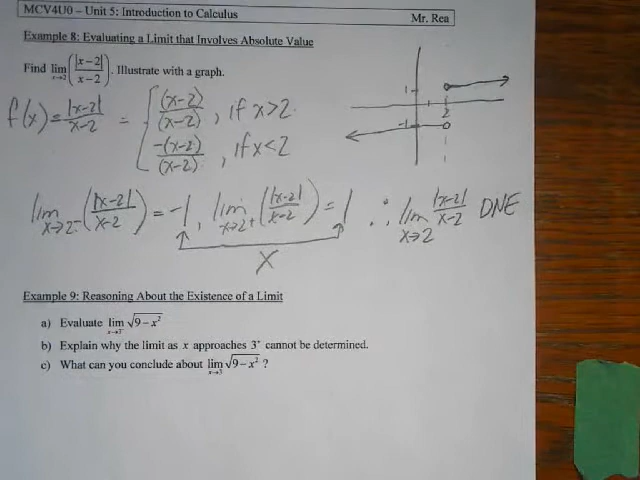 MCV4U0 – Unit 5: Introduction to Calculus
Mr. Rea
Example 8: Evaluating a Limit that Involves Absolute Value
Find lim x→2 (|x−2| / x−2). Illustrate with a graph.
1
2
−1
f(x) = |x−2| / x−2 = { (x−2)/(x−2), if x>2
−(x−2)/(x−2), if x<2
lim x→2⁻ (|x−2| / x−2) = −1, lim x→2+ (|x−2| / x−2) = 1 ∴ lim x→2 |x−2| / x−2 DNE
X
Example 9: Reasoning About the Existence of a Limit
a) Evaluate lim x→3⁻ √9−x²
b) Explain why the limit as x approaches 3⁺ cannot be determined.
c) What can you conclude about lim x→3 √9−x² ?